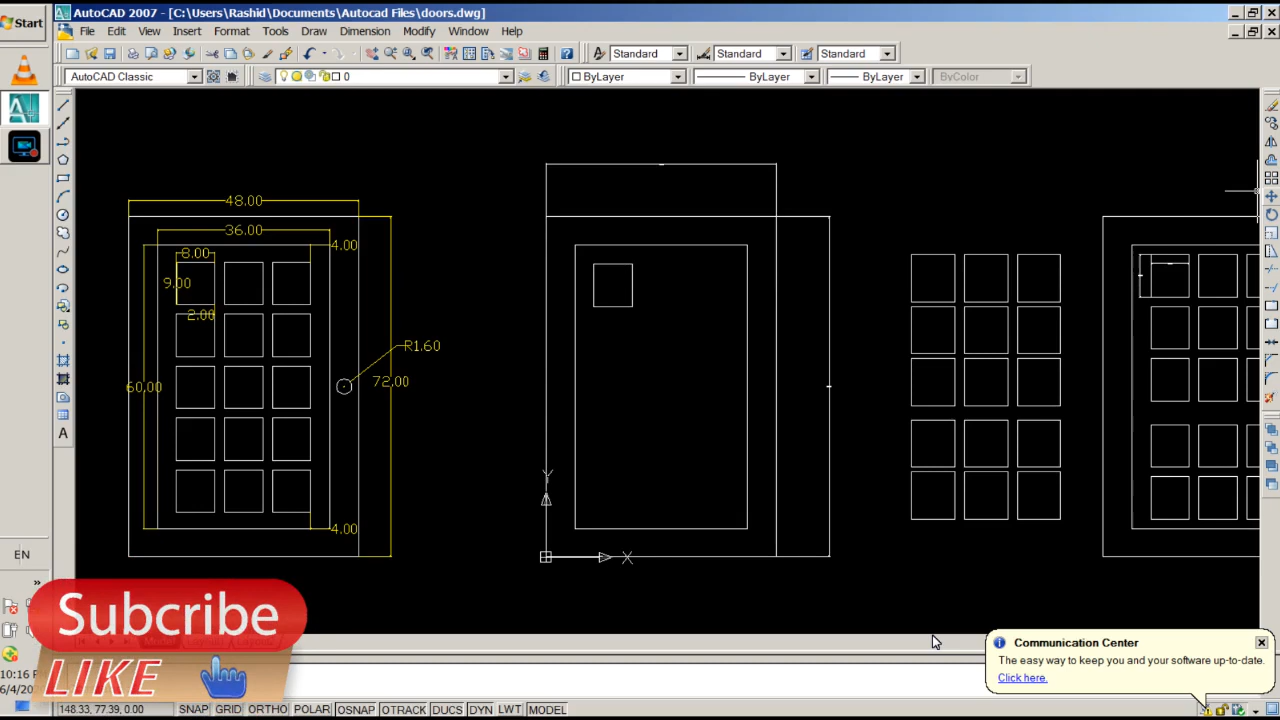 Start
AutoCAD 2007 - [C:\Users\Rashid\Documents\Autocad Files\doors.dwg]
File Edit View Insert Format Tools Draw Dimension Modify Window Help
Standard Standard Standard
AutoCAD Classic 0 ByLayer ByLayer ByLayer ByColor
48.00
36.00
4.00
8.00
9.00
2.00
R1.60
72.00
60.00
4.00
Y
X
A
EN
»
Subcribe
LIKE
10:16 P
6/4/20
Communication Center
The easy way to keep you and your software up-to-date.
Click here.
148.33, 77.39, 0.00 SNAP GRID ORTHO POLAR OSNAP OTRACK DUCS DYN LWT MODEL